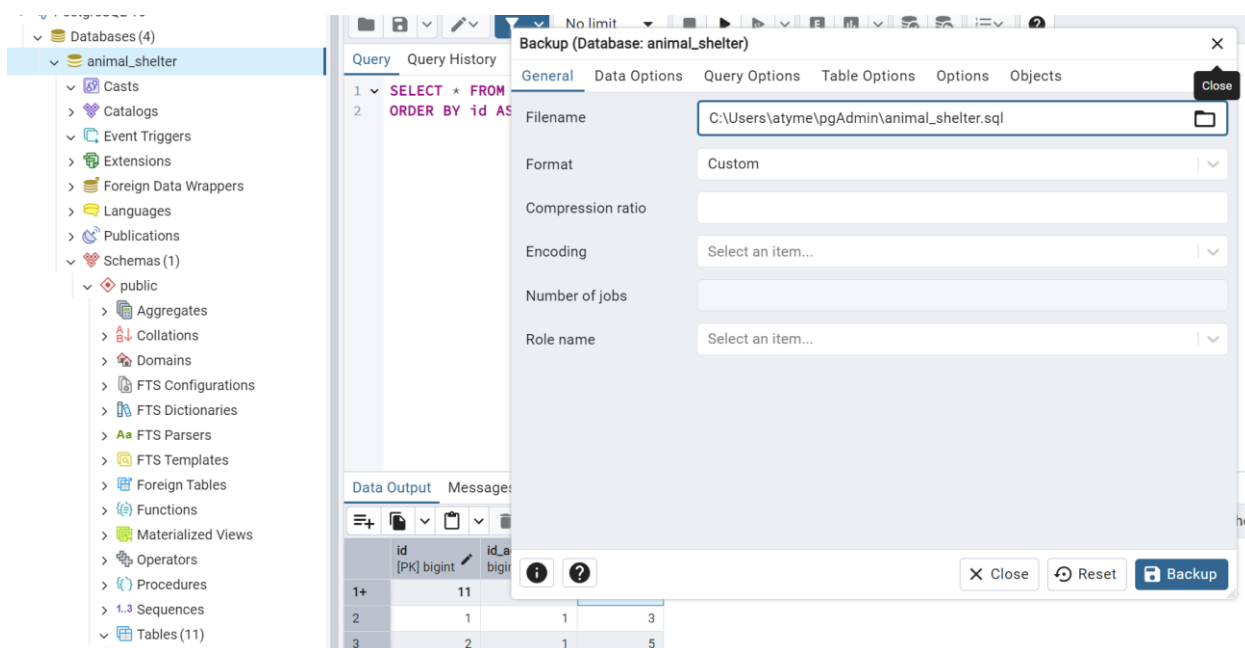 Databases (4)
animal_shelter
Casts
Catalogs
Event Triggers
Extensions
Foreign Data Wrappers
Languages
Publications
Schemas (1)
public
Aggregates
Collations
Domains
FTS Configurations
FTS Dictionaries
Aa FTS Parsers
FTS Templates
Foreign Tables
Functions
Materialized Views
Operators
Procedures
1..3 Sequences
Tables (11)
No limit
Query Query History
1 SELECT * FROM
2 ORDER BY id AS
Data Output Messages
id
[PK] bigint
id_a
bigin
1+ 11
2 1 1 3
3 2 1 5
Backup (Database: animal_shelter)
General Data Options Query Options Table Options Options Objects
Close
Filename C:\Users\atyme\pgAdmin\animal_shelter.sql
Format Custom
Compression ratio
Encoding Select an item...
Number of jobs
Role name Select an item...
Close Reset Backup